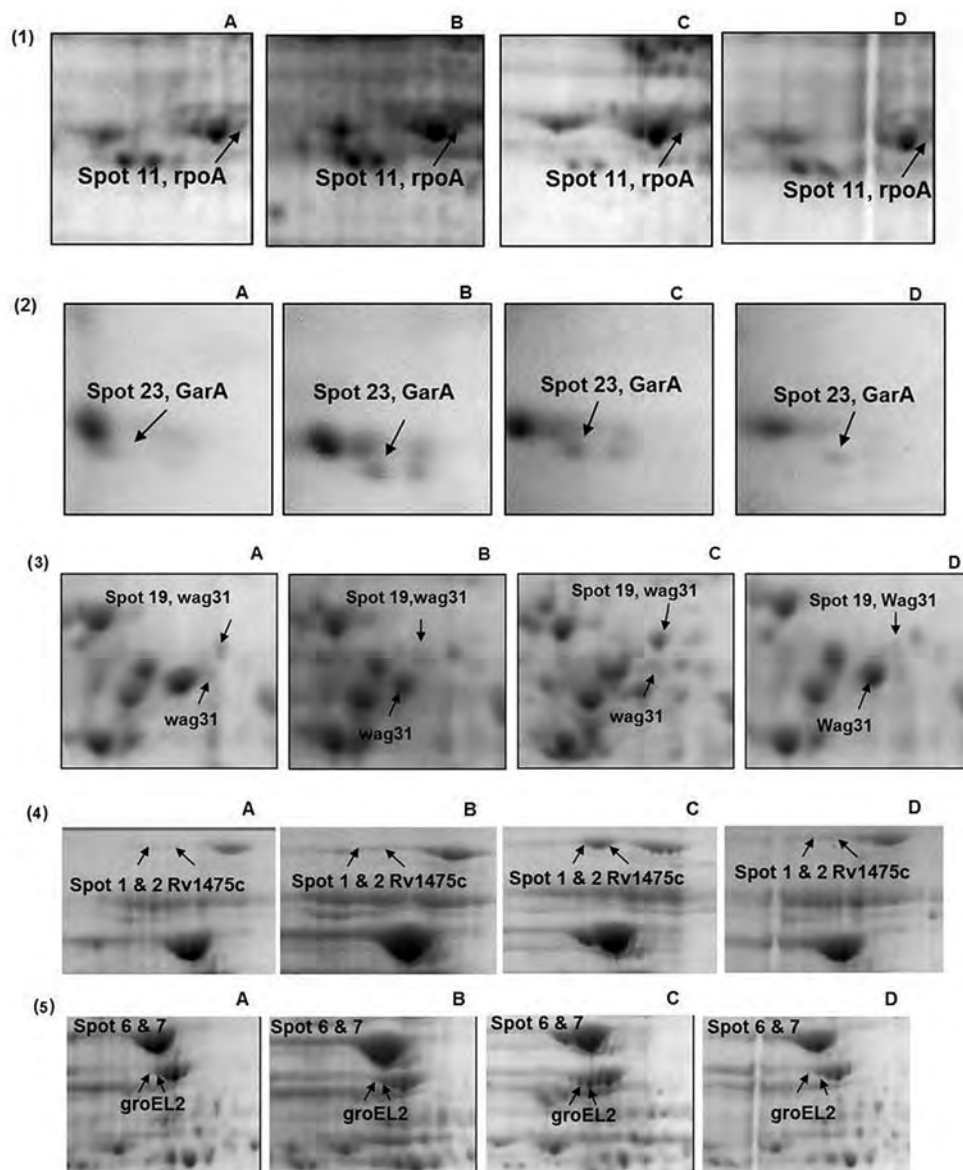 (1)
A
B
C
D
Spot 11, rpoA
Spot 11, rpoA
Spot 11, rpoA
Spot 11, rpoA
(2)
A
B
C
D
Spot 23, GarA
Spot 23, GarA
Spot 23, GarA
Spot 23, GarA
(3)
A
B
C
D
Spot 19, wag31
Spot 19,wag31
Spot 19, wag31
Spot 19, Wag31
wag31
wag31
wag31
Wag31
(4)
A
B
C
D
Spot 1 & 2 Rv1475c
Spot 1 & 2 Rv1475c
Spot 1 & 2 Rv1475c
Spot 1 & 2 Rv1475c
(5)
A
B
C
D
Spot 6 & 7
Spot 6 & 7
Spot 6 & 7
Spot 6 & 7
groEL2
groEL2
groEL2
groEL2